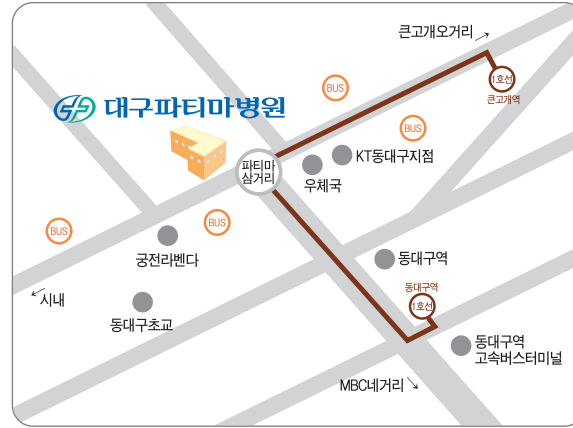 큰고개오거리
1호선
큰고개역
BUS
대구파티마병원
BUS
KT동대구지점
파티마
삼거리
우체국
BUS
BUS
궁전라벤다
동대구역
동대구역
1호선
시내
동대구초교
동대구역
고속버스터미널
MBC네거리